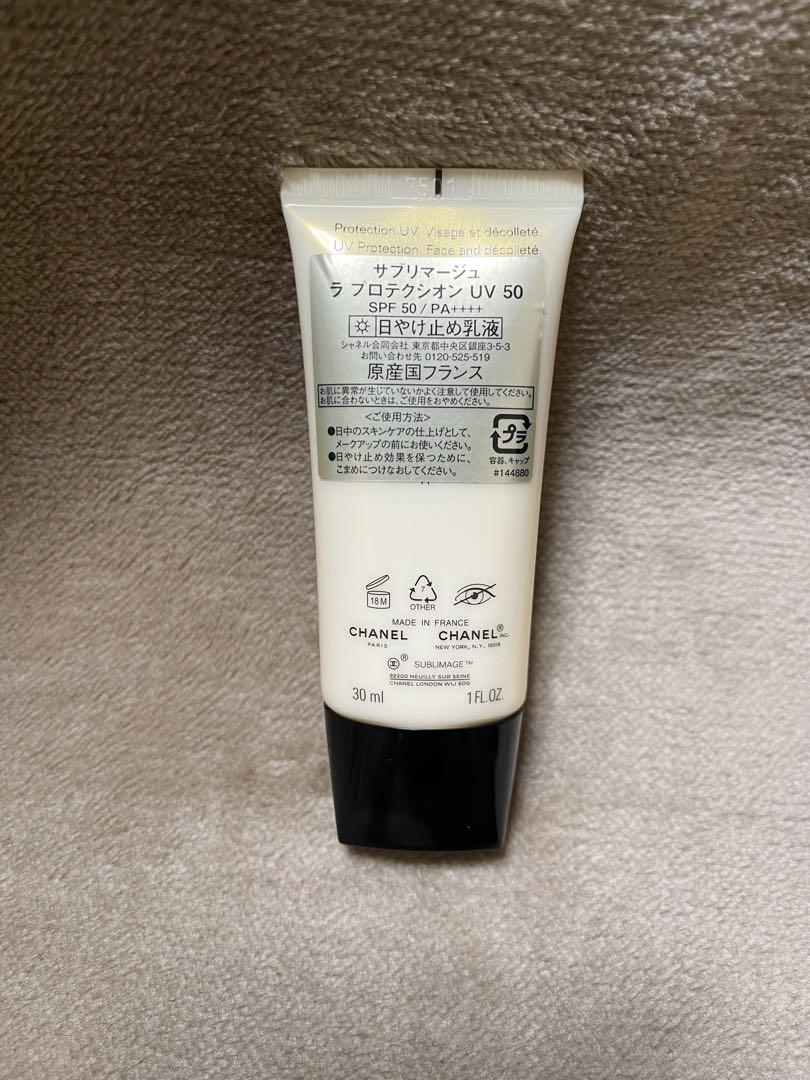 Protection UV. Visage et décolleté.
UV Protection. Face and décolleté.
サブリマージュ
ラ プロテクシオン UV 50
SPF 50 / PA++++
日やけ止め乳液
シャネル合同会社 東京都中央区銀座3-5-3
お問い合わせ先 0120-525-519
原産国フランス
お肌に異常が生じていないかよく注意して使用してください。
お肌に合わないときは、ご使用をおやめください。
<ご使用方法>
●日中のスキンケアの仕上げとして、
メークアップの前にお使いください。
●日やけ止め効果を保つために、
こまめにつけなおしてください。
プラ
容器、キャップ
#144880
18 M
7
OTHER
MADE IN FRANCE
CHANEL CHANEL® INC.
PARIS NEW YORK, N.Y. 10019
® SUBLIMAGE™
92200 NEUILLY SUR SEINE
CHANEL LONDON W1J 6DG
30 ml 1 FL.OZ.